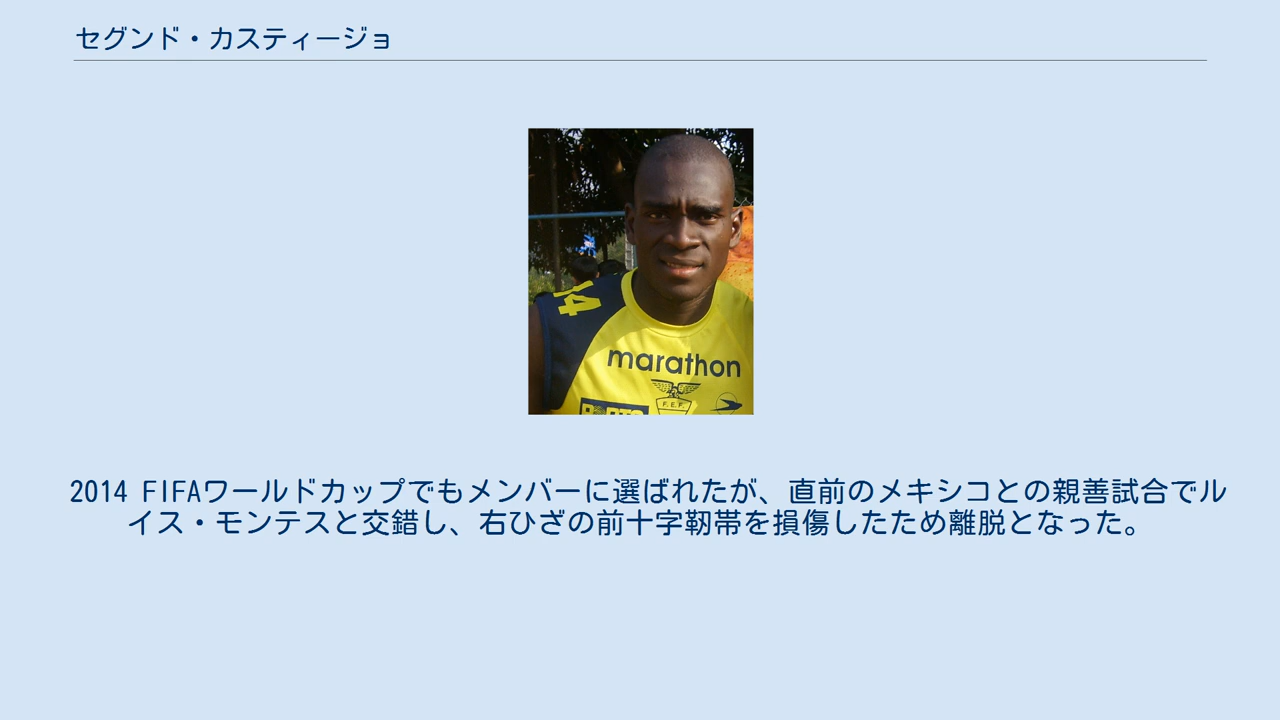 セグンド・カスティージョ
14
marathon
F.E.F.
2014 FIFAワールドカップでもメンバーに選ばれたが、直前のメキシコとの親善試合でル
イス・モンテスと交錯し、右ひざの前十字靭帯を損傷したため離脱となった。